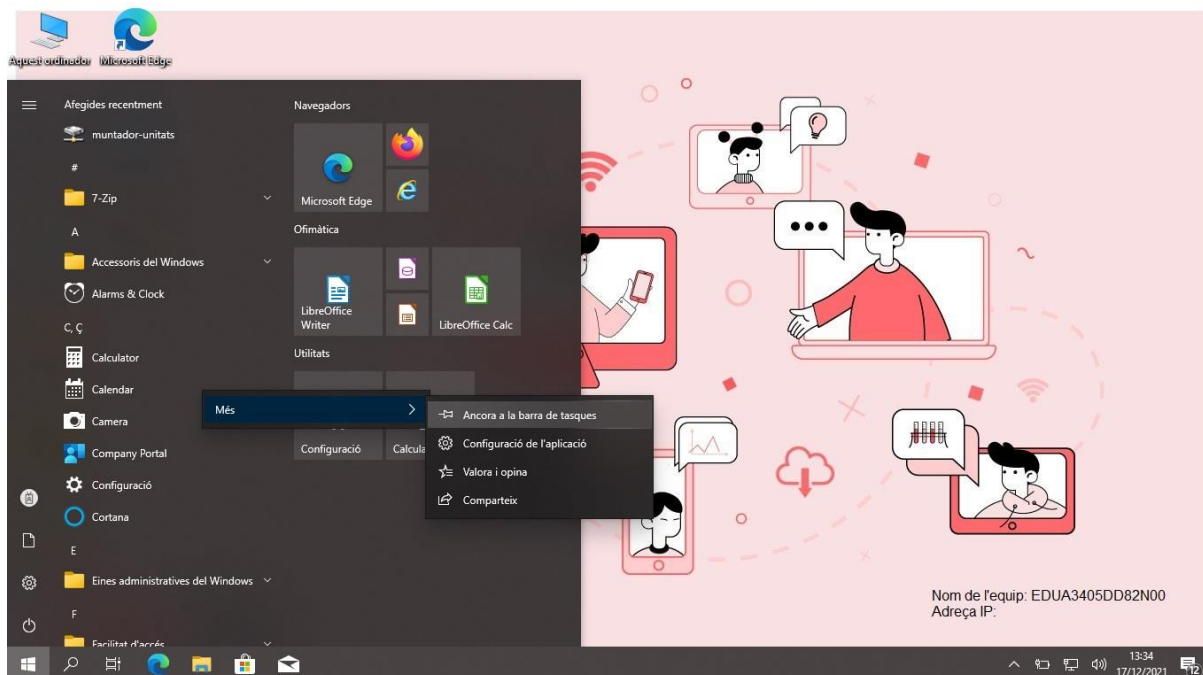 Aquest ordinador
Microsoft Edge
Afegides recentment
muntador-unitats
#
7-Zip
A
Accessoris del Windows
Alarms & Clock
C, Ç
Calculator
Calendar
Camera
Company Portal
Configuració
Cortana
E
Eines administratives del Windows
F
Facilitat d'accés
Navegadors
Microsoft Edge
Ofimàtica
LibreOffice
Writer
LibreOffice Calc
Utilitats
Configuració
Calcula
Més
Ancora a la barra de tasques
Configuració de l'aplicació
Valora i opina
Comparteix
Nom de l'equip: EDUA3405DD82N00
Adreça IP:
13:34
17/12/2021
12